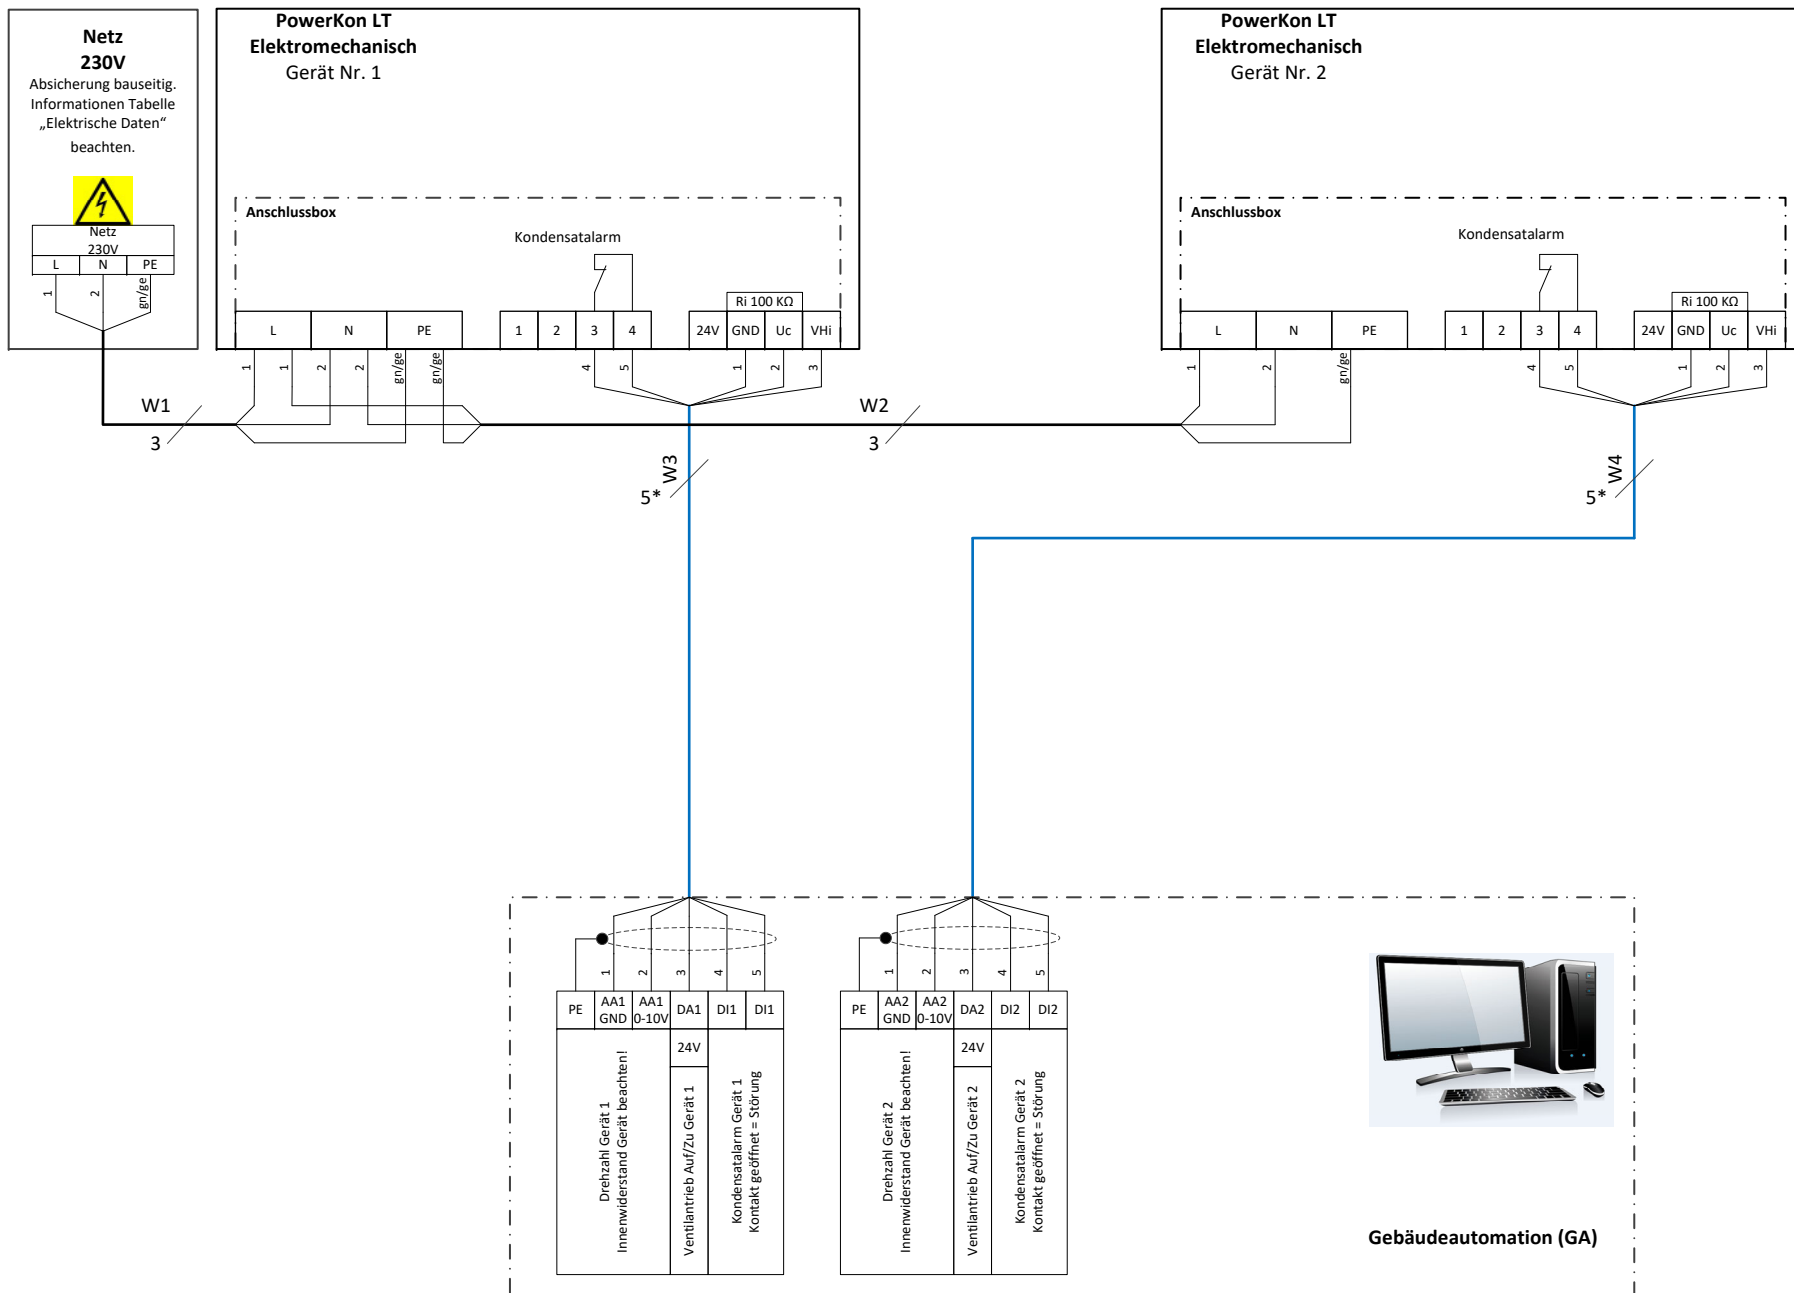 Netz
230V
Absicherung bauseitig.
Informationen Tabelle
„Elektrische Daten“
beachten.
Netz
230V
L N PE
1 2 gn/ge
PowerKon LT
Elektromechanisch
Gerät Nr. 1
Anschlussbox
Kondensatalarm
Ri 100 KΩ
L N PE 1 2 3 4 24V GND Uc VHi
1 1 2 2 gn/ge gn/ge 4 5 1 2 3
PowerKon LT
Elektromechanisch
Gerät Nr. 2
Anschlussbox
Kondensatalarm
Ri 100 KΩ
L N PE 1 2 3 4 24V GND Uc VHi
1 2 gn/ge 4 5 1 2 3
W1
3
W2
3
W3
5*
W4
5*
1 2 3 4 5
PE AA1 GND AA1 0-10V DA1 DI1 DI1
24V
Drehzahl Gerät 1
Innenwiderstand Gerät beachten!
Ventilantrieb Auf/Zu Gerät 1
Kondensatalarm Gerät 1
Kontakt geöffnet = Störung
1 2 3 4 5
PE AA2 GND AA2 0-10V DA2 DI2 DI2
24V
Drehzahl Gerät 2
Innenwiderstand Gerät beachten!
Ventilantrieb Auf/Zu Gerät 2
Kondensatalarm Gerät 2
Kontakt geöffnet = Störung
Gebäudeautomation (GA)